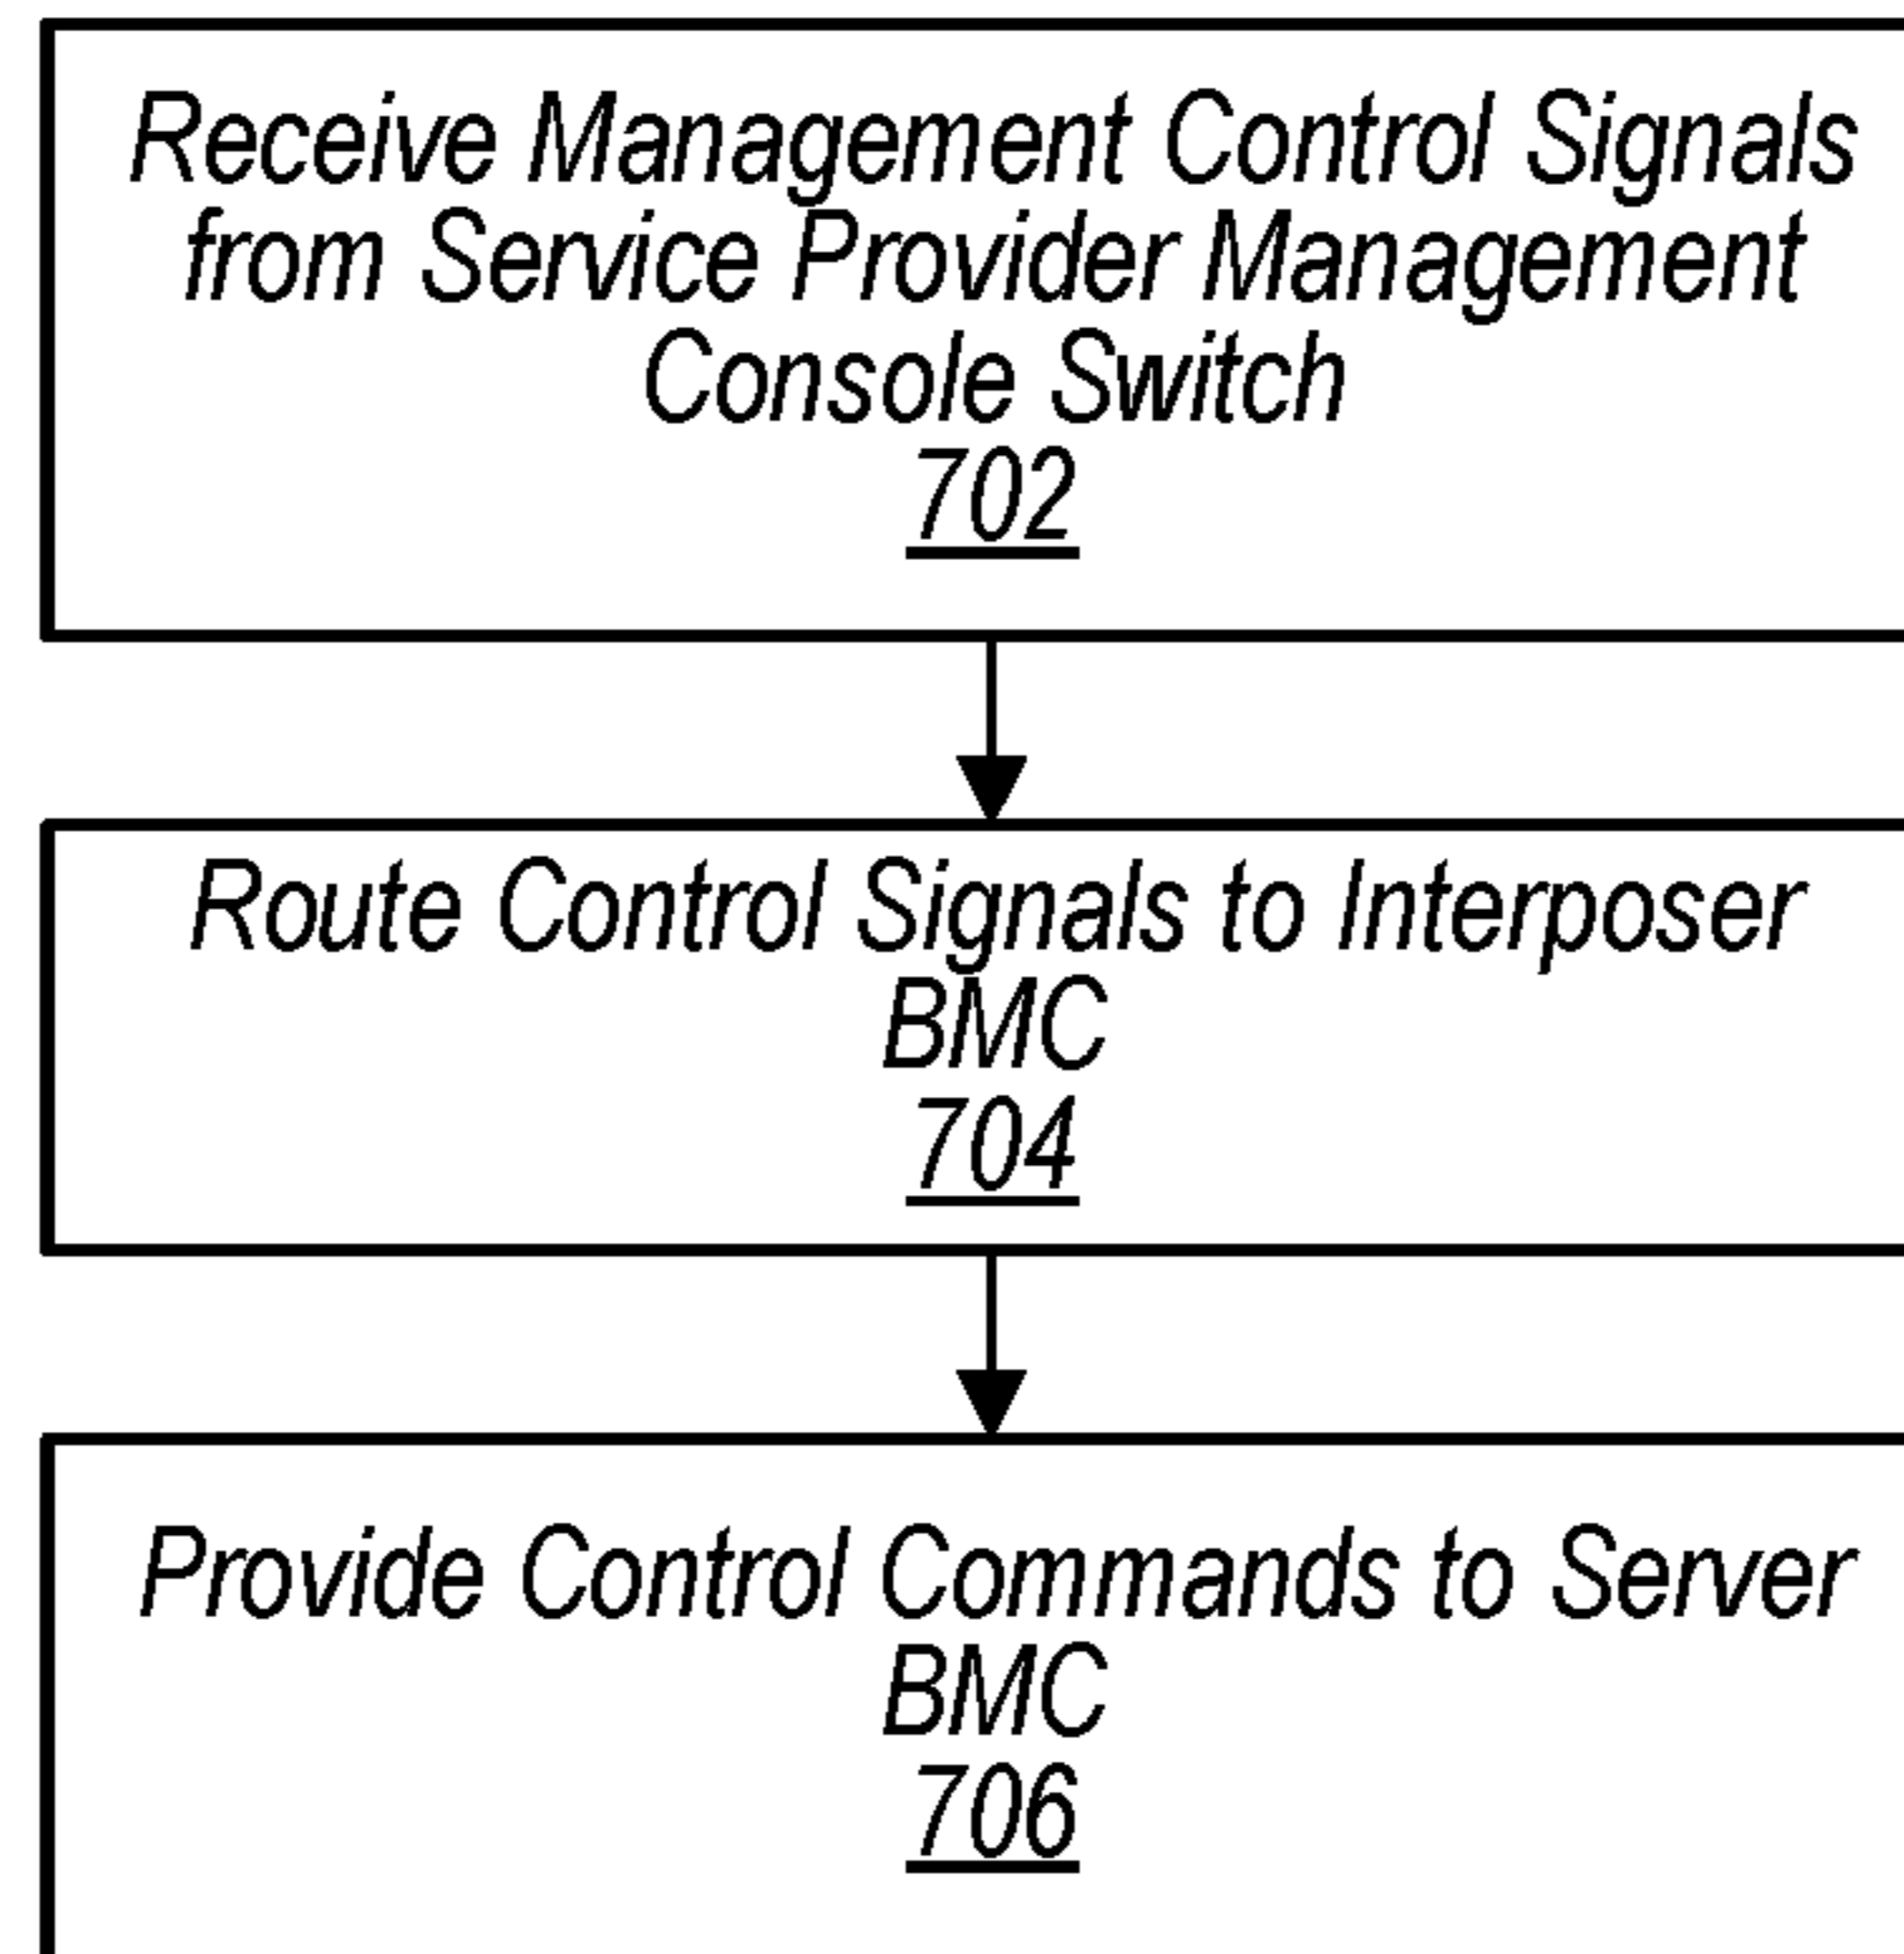 Receive Management Control Signals
from Service Provider Management
Console Switch
702
Route Control Signals to Interposer
BMC
704
Provide Control Commands to Server
BMC
706